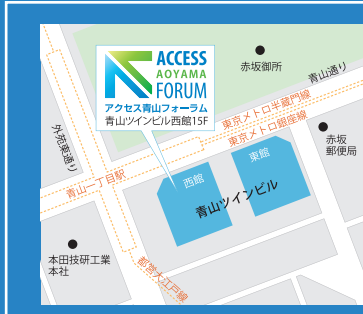 ACCESS
AOYAMA
FORUM
アクセス青山フォーラム
青山ツインビル西館15F
赤坂御所
青山通り
東京メトロ半蔵門線
東京メトロ銀座線
外苑東通り
赤坂
郵便局
東館
西館
青山一丁目駅
青山ツインビル
本田技研工業
本社
都営大江戸線